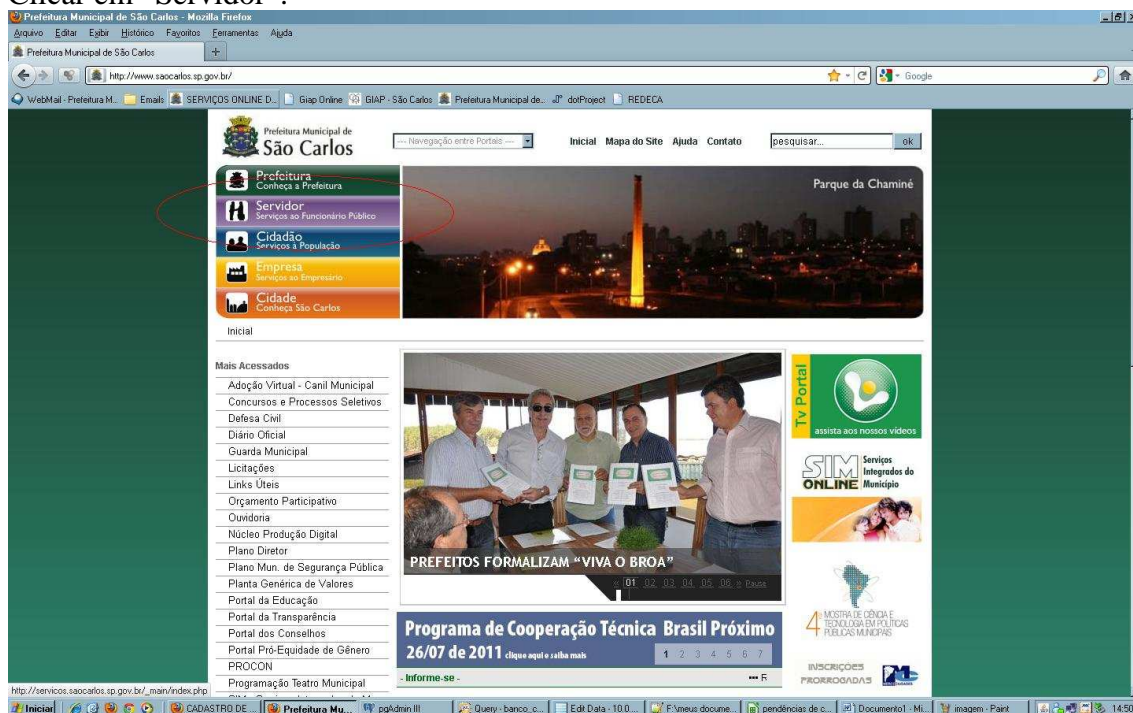 Clicar em "Servidor".
Prefeitura Municipal de São Carlos - Mozilla Firefox
Arquivo Editar Exibir Histórico Favoritos Ferramentas Ajuda
Prefeitura Municipal de São Carlos
http://www.saocarlos.sp.gov.br/
Google
WebMail - Prefeitura M... Emails SERVIÇOS ONLINE D... Giap Online GIAP - São Carlos Prefeitura Municipal de... dotProject REDECA
Prefeitura Municipal de
São Carlos
--- Navegação entre Portais ---
Inicial Mapa do Site Ajuda Contato
pesquisar... ok
Prefeitura
Conheça a Prefeitura
Servidor
Serviços ao Funcionário Público
Cidadão
Serviços à População
Empresa
Serviços ao Empresário
Cidade
Conheça São Carlos
Parque da Chaminé
Inicial
Mais Acessados
Adoção Virtual - Canil Municipal
Concursos e Processos Seletivos
Defesa Civil
Diário Oficial
Guarda Municipal
Licitações
Links Úteis
Orçamento Participativo
Ouvidoria
Núcleo Produção Digital
Plano Diretor
Plano Mun. de Segurança Pública
Planta Genérica de Valores
Portal da Educação
Portal da Transparência
Portal dos Conselhos
Portal Pró-Equidade de Gênero
PROCON
Programação Teatro Municipal
PREFEITOS FORMALIZAM “VIVA O BROA”
« 01 02 03 04 05 06 » Pausa
Programa de Cooperação Técnica Brasil Próximo
26/07 de 2011 clique aqui e saiba mais
1 2 3 4 5 6 7
- Informe-se -
Tv Portal
assista aos nossos vídeos
SIM
ONLINE
Serviços
Integrados do
Município
4ª MOSTRA DE CIÊNCIA E
TECNOLOGIA EM POLÍTICAS
PÚBLICAS MUNICIPAIS
INSCRIÇÕES
PRORROGADAS
http://servicos.saocarlos.sp.gov.br/_main/index.php
Iniciar CADASTRO DE ... Prefeitura Mu... pgAdmin III Query - banco_c... Edit Data - 10.0... F:\meus docume... pendências de c... Documento1 - Mi... imagem - Paint 14:50